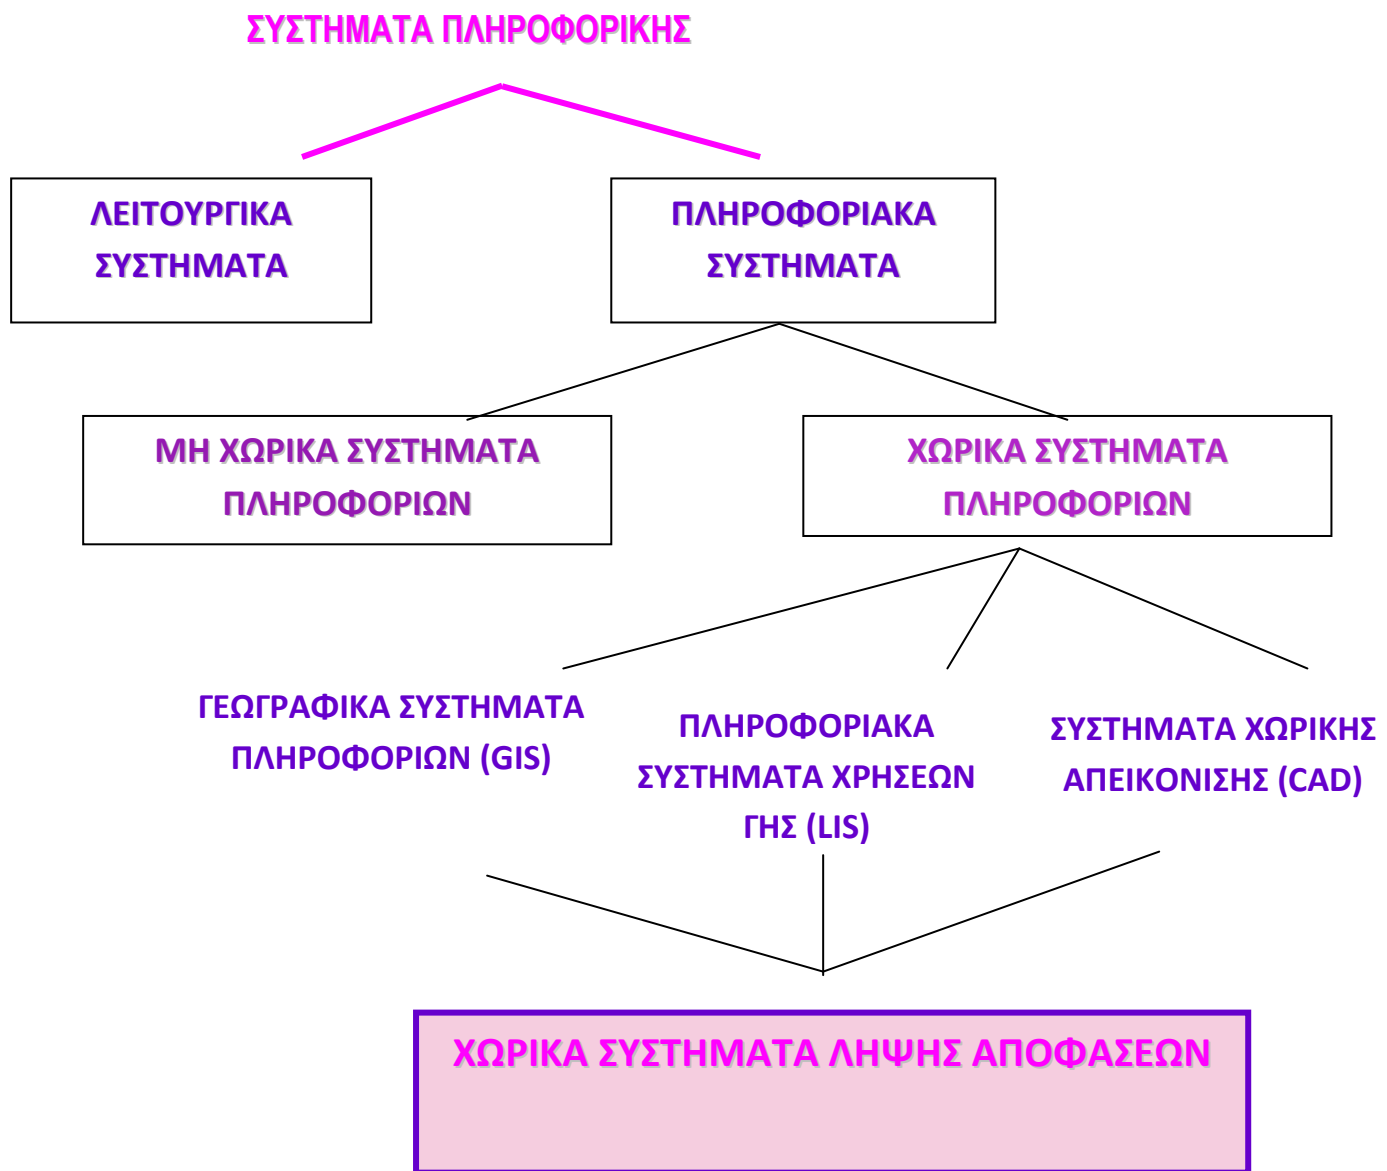 ΣΥΣΤΗΜΑΤΑ ΠΛΗΡΟΦΟΡΙΚΗΣ
ΛΕΙΤΟΥΡΓΙΚΑ
ΣΥΣΤΗΜΑΤΑ
ΠΛΗΡΟΦΟΡΙΑΚΑ
ΣΥΣΤΗΜΑΤΑ
ΜΗ ΧΩΡΙΚΑ ΣΥΣΤΗΜΑΤΑ
ΠΛΗΡΟΦΟΡΙΩΝ
ΧΩΡΙΚΑ ΣΥΣΤΗΜΑΤΑ
ΠΛΗΡΟΦΟΡΙΩΝ
ΓΕΩΓΡΑΦΙΚΑ ΣΥΣΤΗΜΑΤΑ
ΠΛΗΡΟΦΟΡΙΩΝ (GIS)
ΠΛΗΡΟΦΟΡΙΑΚΑ
ΣΥΣΤΗΜΑΤΑ ΧΡΗΣΕΩΝ
ΓΗΣ (LIS)
ΣΥΣΤΗΜΑΤΑ ΧΩΡΙΚΗΣ
ΑΠΕΙΚΟΝΙΣΗΣ (CAD)
ΧΩΡΙΚΑ ΣΥΣΤΗΜΑΤΑ ΛΗΨΗΣ ΑΠΟΦΑΣΕΩΝ